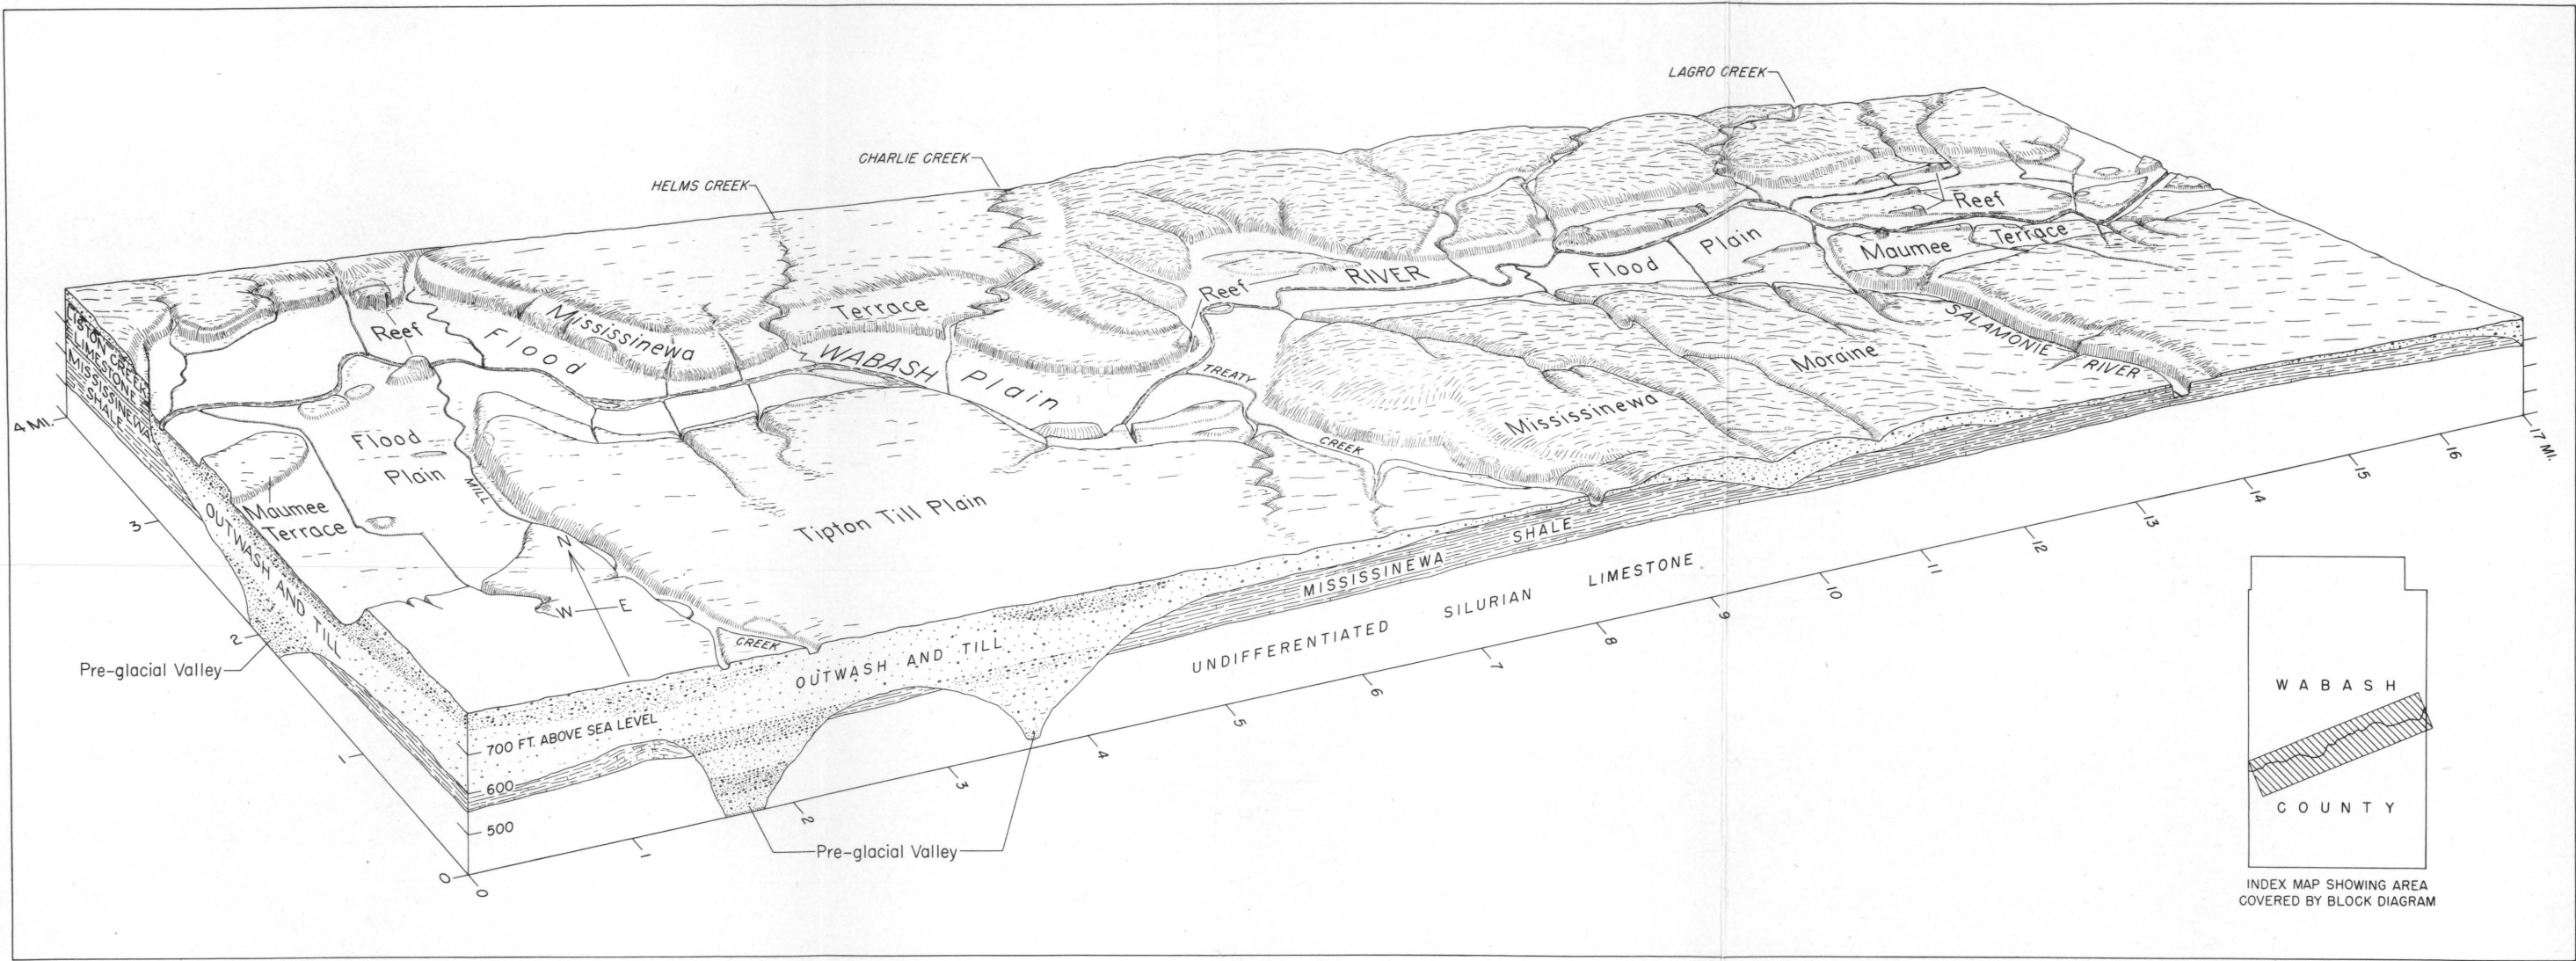 LAGRO CREEK
CHARLIE CREEK
HELMS CREEK
Reef
Maumee Terrace
Plain
Flood
RIVER
Reef
Terrace
Mississinewa
Reef
Flood
WABASH
Plain
SALAMONIE RIVER
Moraine
Mississinewa
TREATY
CREEK
LISTON CREEK
LIMESTONE
MISSISSINEWA
SHALE
4 MI.
Flood
Plain
MILL
Maumee
Terrace
Tipton Till Plain
3
OUTWASH AND TILL
N
W E
CREEK
2
Pre-glacial Valley
1
OUTWASH AND TILL
MISSISSINEWA SHALE
UNDIFFERENTIATED SILURIAN LIMESTONE
700 FT. ABOVE SEA LEVEL
600
500
0
0
1
2
3
4
5
6
7
8
9
10
11
12
13
14
15
16
17 MI.
Pre-glacial Valley
WABASH
COUNTY
INDEX MAP SHOWING AREA
COVERED BY BLOCK DIAGRAM